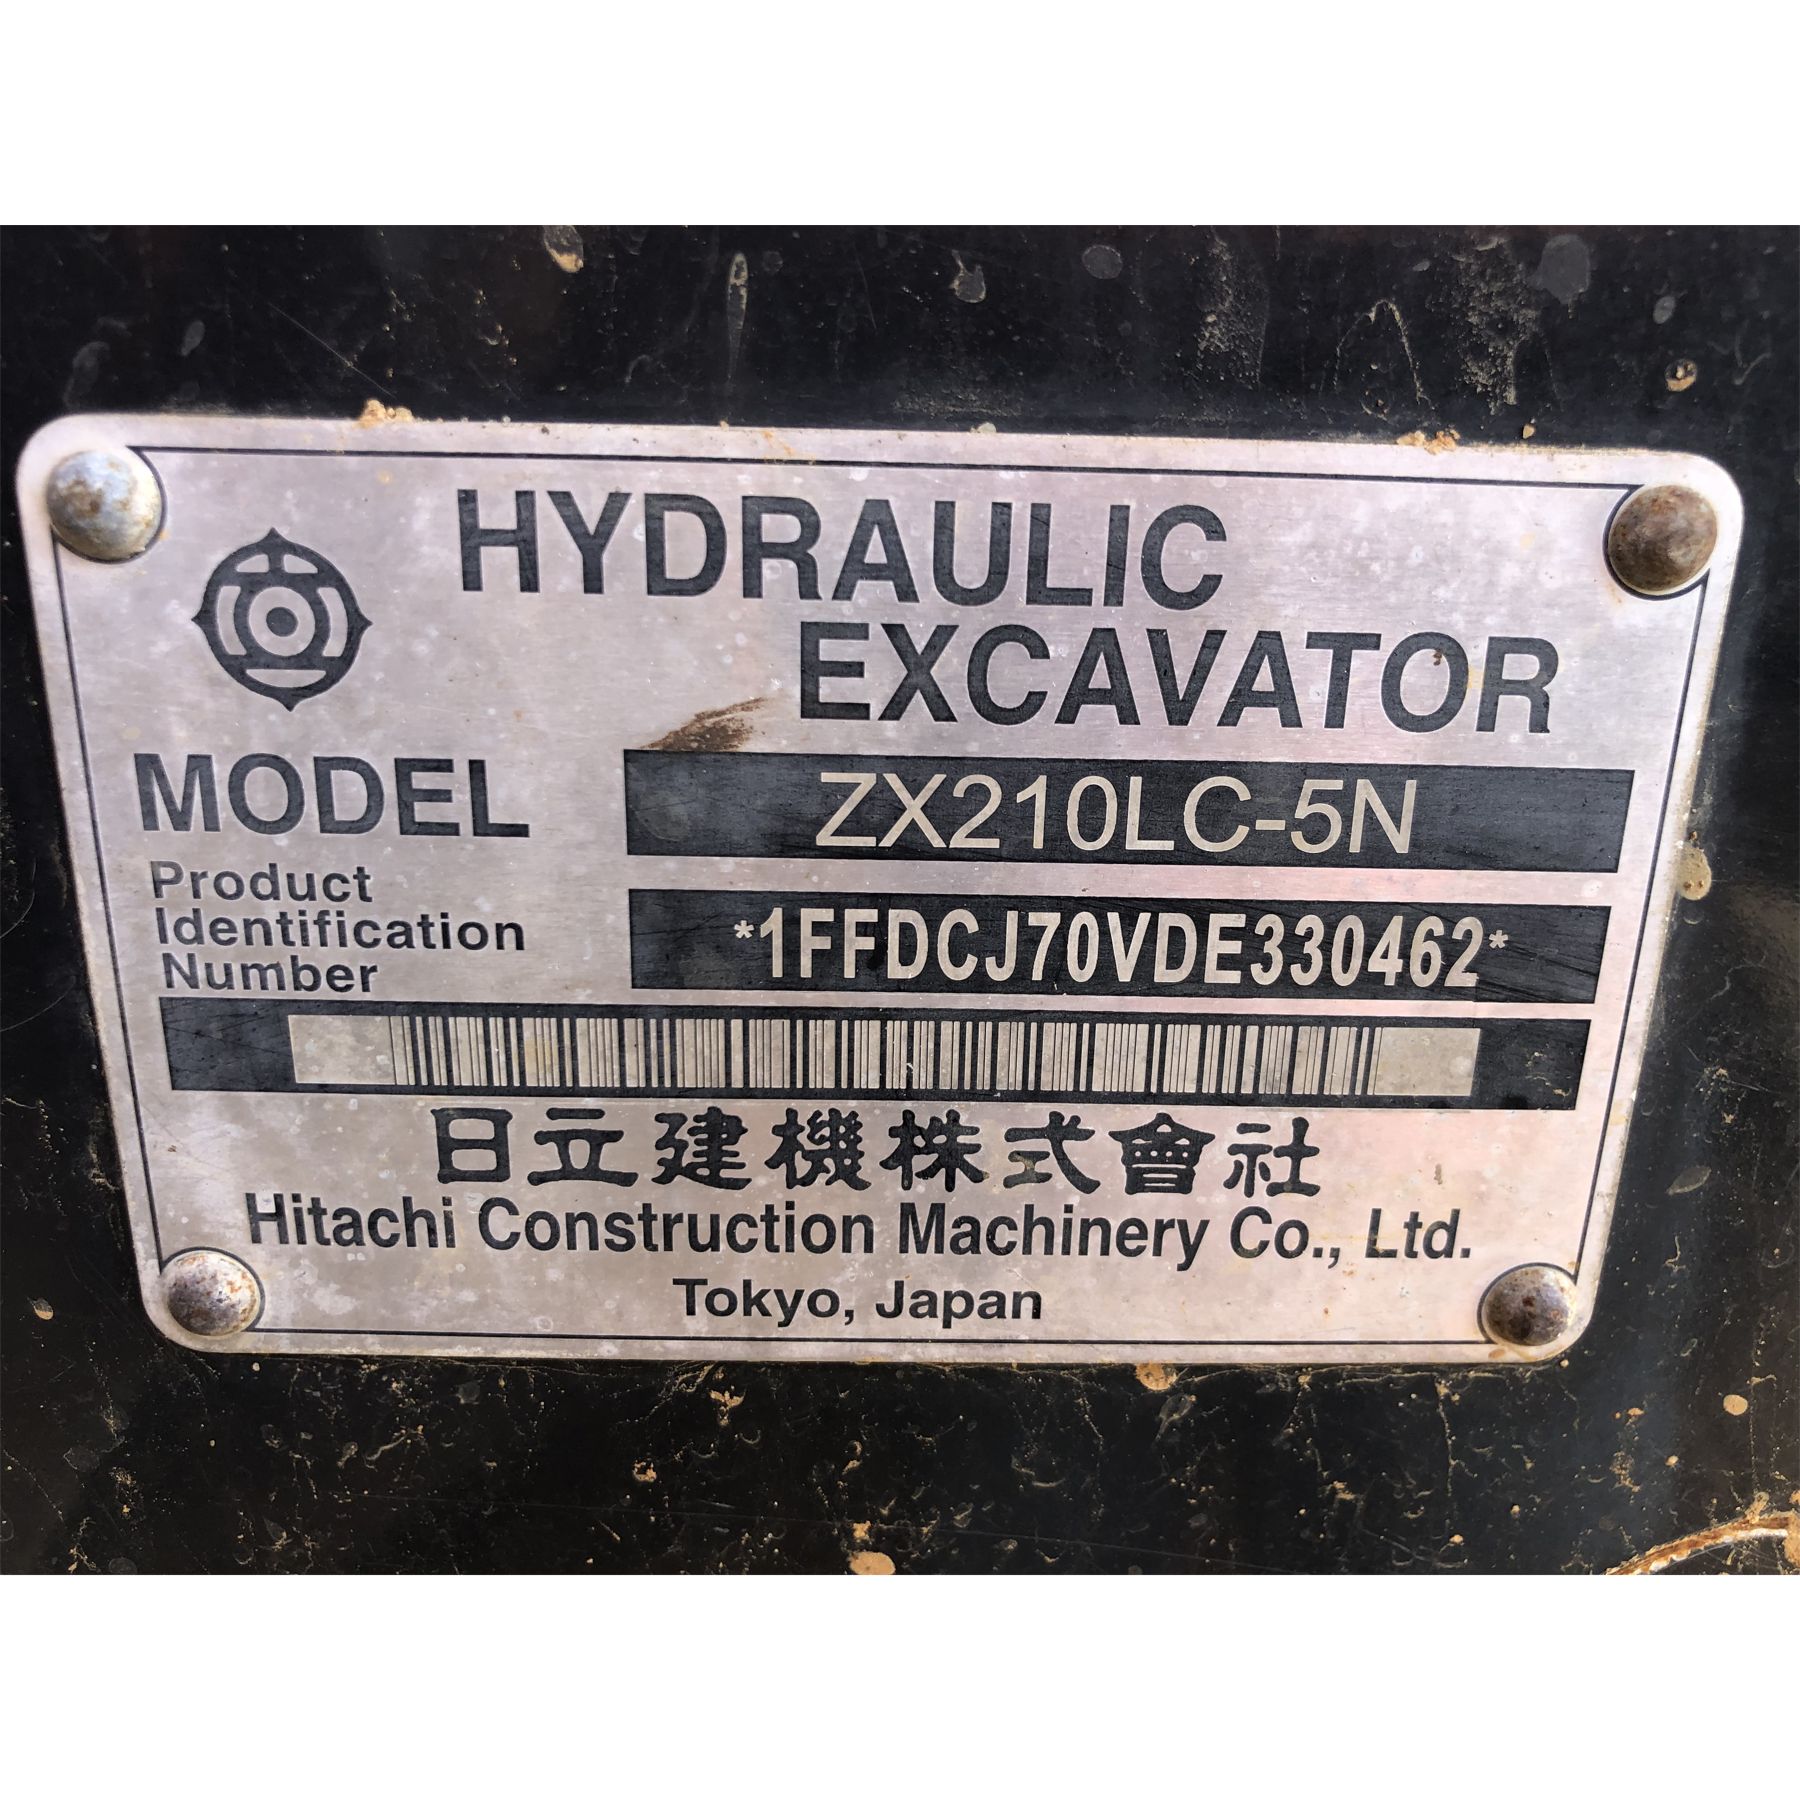 HYDRAULIC
EXCAVATOR
MODEL ZX210LC-5N
Product
Identification
Number
*1FFDCJ70VDE330462*
日立建機株式會社
Hitachi Construction Machinery Co., Ltd.
Tokyo, Japan